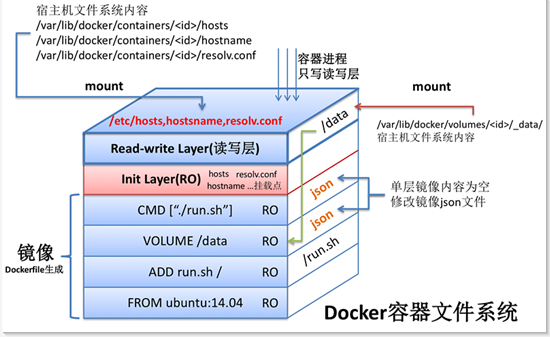 宿主机文件系统内容
/var/lib/docker/containers/<id>/hosts
/var/lib/docker/containers/<id>/hostname
/var/lib/docker/containers/<id>/resolv.conf
容器进程
只写读写层
mount
mount
/etc/hosts,hostsname,resolv.conf
/data
/var/lib/docker/volumes/<id>/_data/
宿主机文件系统内容
Read-write Layer(读写层)
Init Layer(RO)
hosts resolv.conf
hostname ...挂载点
json
单层镜像内容为空
修改镜像json文件
CMD [“./run.sh”] RO
json
镜像
Dockerfile生成
VOLUME /data RO
/run.sh
ADD run.sh / RO
FROM ubuntu:14.04 RO
Docker容器文件系统